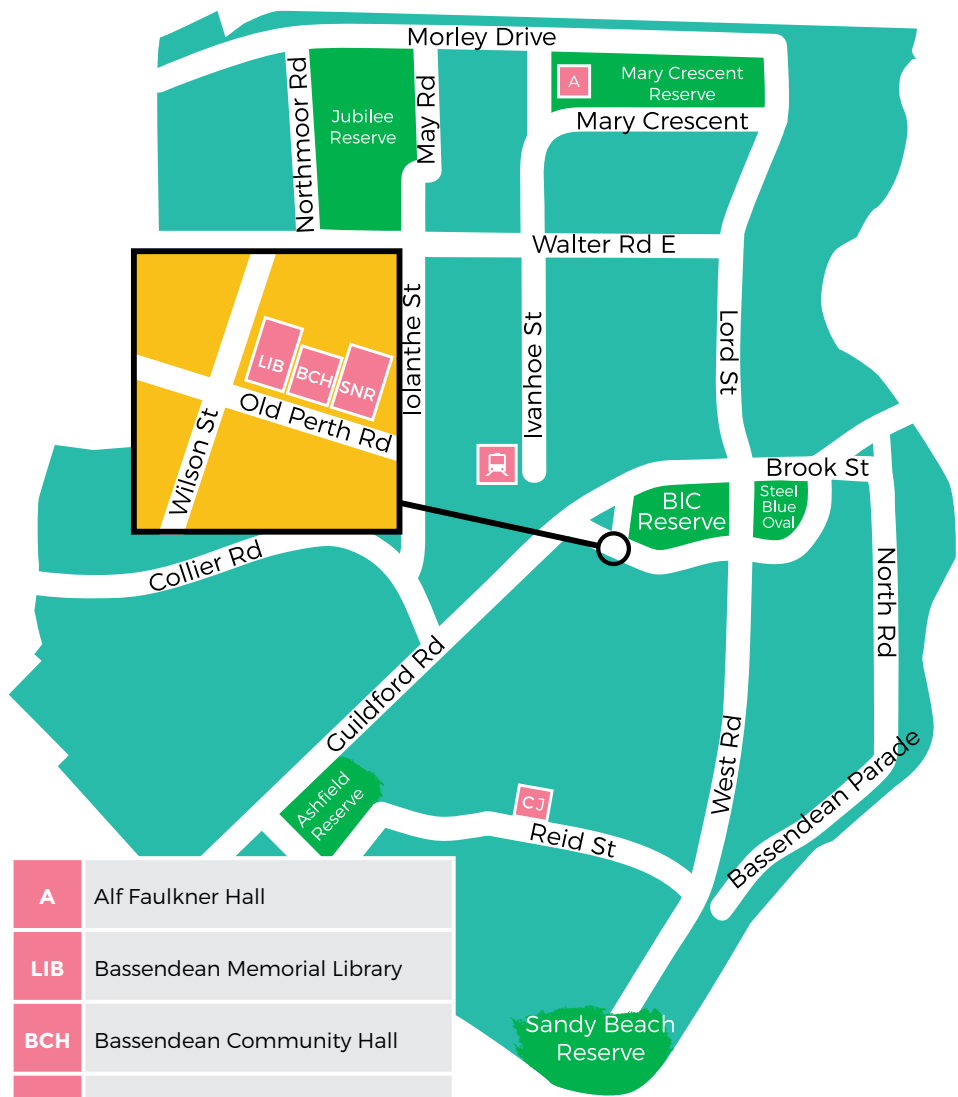 Morley Drive
Northmoor Rd
Jubilee
Reserve
May Rd
A
Mary Crescent
Reserve
Mary Crescent
Walter Rd E
Iolanthe St
Ivanhoe St
Lord St
LIB
BCH
SNR
Old Perth Rd
Wilson St
Brook St
BIC
Reserve
Steel
Blue
Oval
Collier Rd
North Rd
Guildford Rd
West Rd
Ashfield
Reserve
CJ
Reid St
Bassendean Parade
Sandy Beach
Reserve
A Alf Faulkner Hall
LIB Bassendean Memorial Library
BCH Bassendean Community Hall